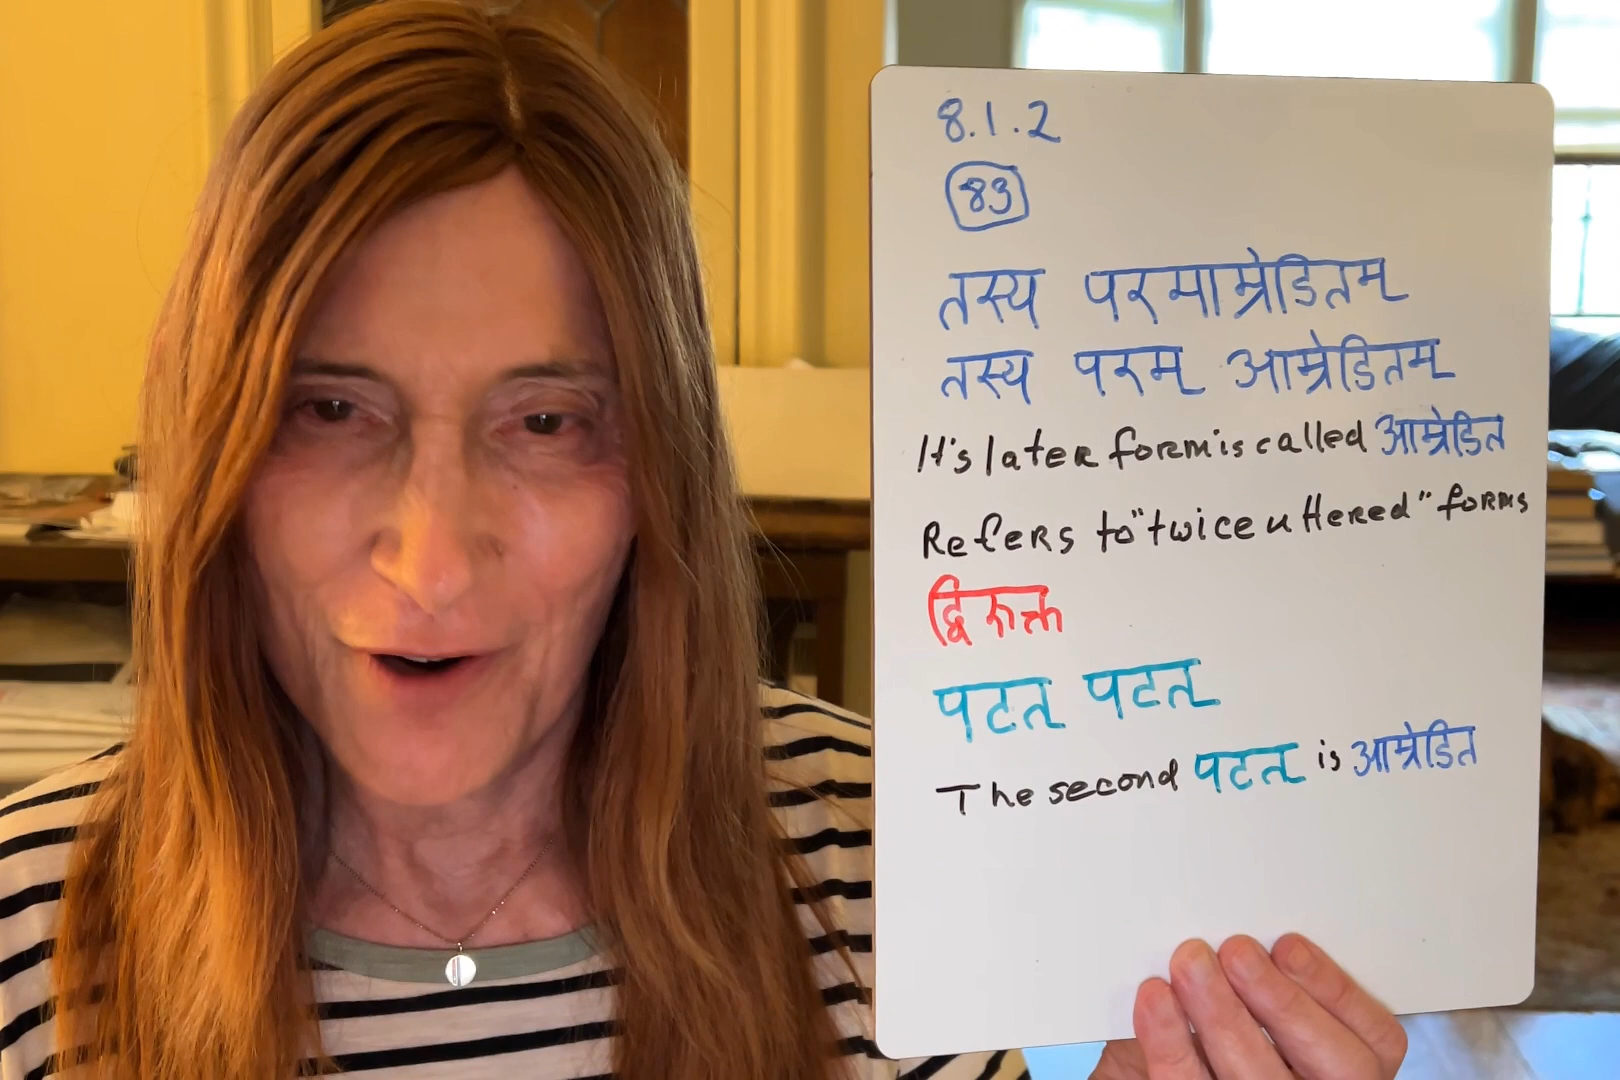 8.1.2
83
तस्य परमाम्रेडितम्
तस्य परम् आम्रेडितम्
It's later form is called आम्रेडित
Refers to "twice uttered" forms
द्विरुक्त
पटत् पटत्
The second पटत् is आम्रेडित